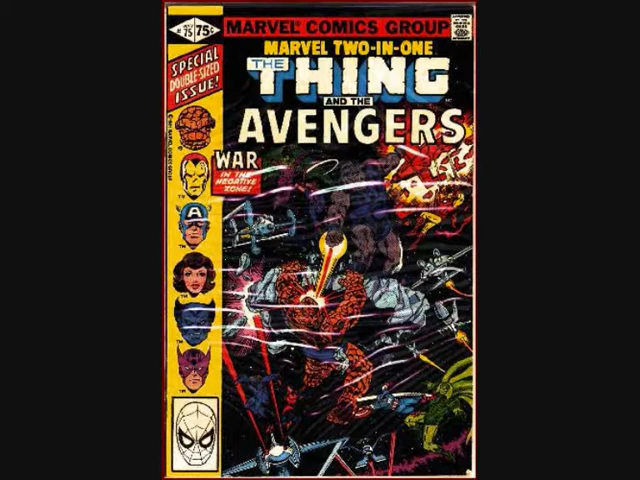 75
75¢
MARVEL COMICS GROUP
MARVEL TWO-IN-ONE
SPECIAL
DOUBLE-SIZED
ISSUE!
THE
THING
AND THE
AVENGERS
WAR
IN THE
NEGATIVE
ZONE!